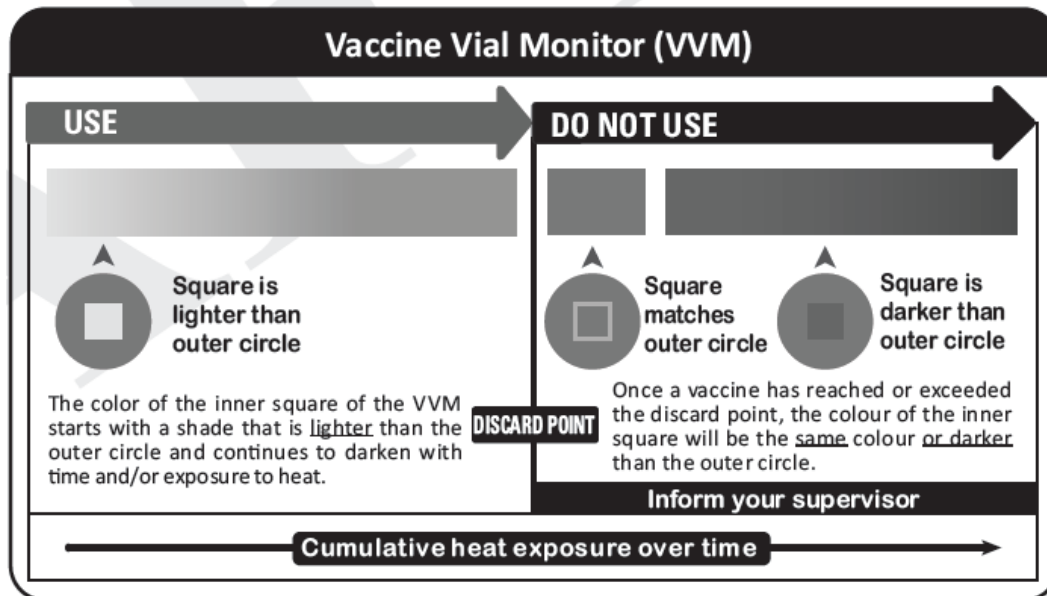 Vaccine Vial Monitor (VVM)
USE
Square is
lighter than
outer circle
The color of the inner square of the VVM
starts with a shade that is lighter than the
outer circle and continues to darken with
time and/or exposure to heat.
DISCARD POINT
DO NOT USE
Square
matches
outer circle
Square is
darker than
outer circle
Once a vaccine has reached or exceeded
the discard point, the colour of the inner
square will be the same colour or darker
than the outer circle.
Inform your supervisor
Cumulative heat exposure over time